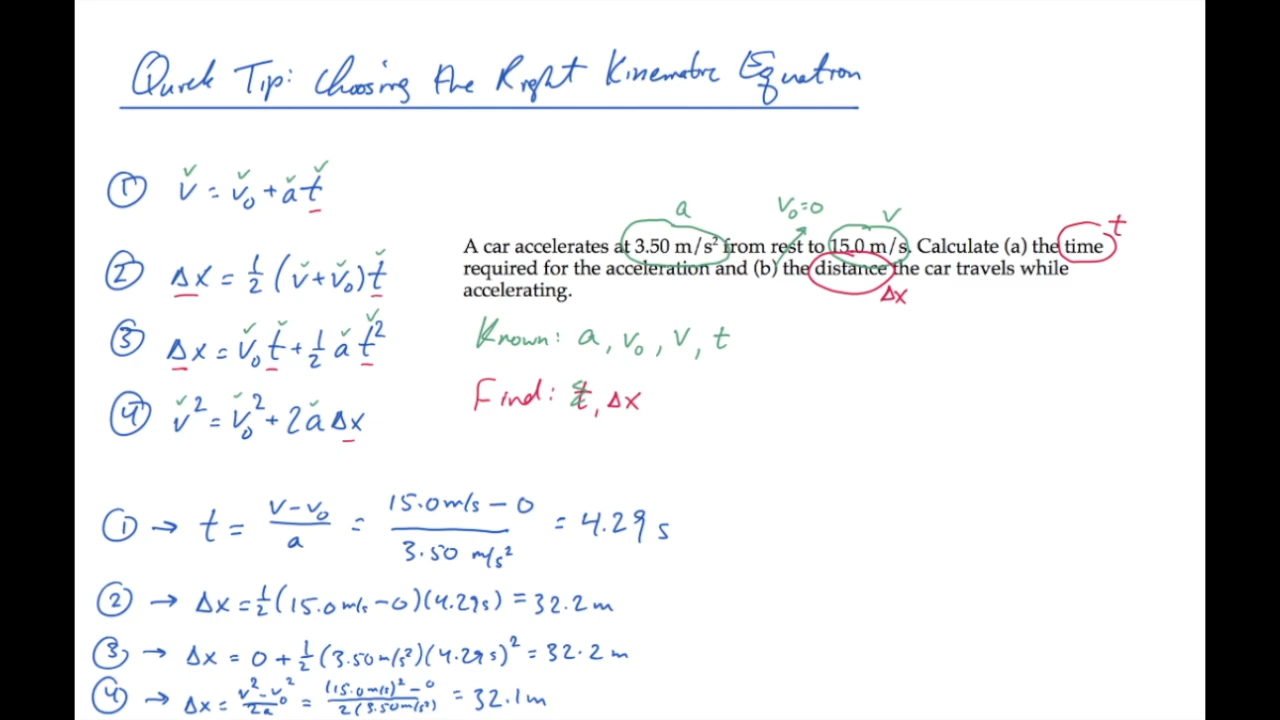 Quick Tip: Choosing the Right Kinematic Equation
① v = v₀ + at
② Δx = ½ (v + v₀) t
③ Δx = v₀t + ½ at²
④ v² = v₀² + 2aΔx
a
v₀=0
v
t
A car accelerates at 3.50 m/s² from rest to 15.0 m/s. Calculate (a) the time
required for the acceleration and (b) the distance the car travels while
accelerating.
Δx
Known: a, v₀, v, t
Find: t, Δx
① → t = (v-v₀)/a = (15.0 m/s - 0)/(3.50 m/s²) = 4.29 s
② → Δx = ½(15.0 m/s - 0)(4.29 s) = 32.2 m
③ → Δx = 0 + ½(3.50 m/s²)(4.29 s)² = 32.2 m
④ → Δx = (v² - v₀²)/2a = ((15.0 m/s)² - 0)/(2(3.50 m/s²)) = 32.1 m